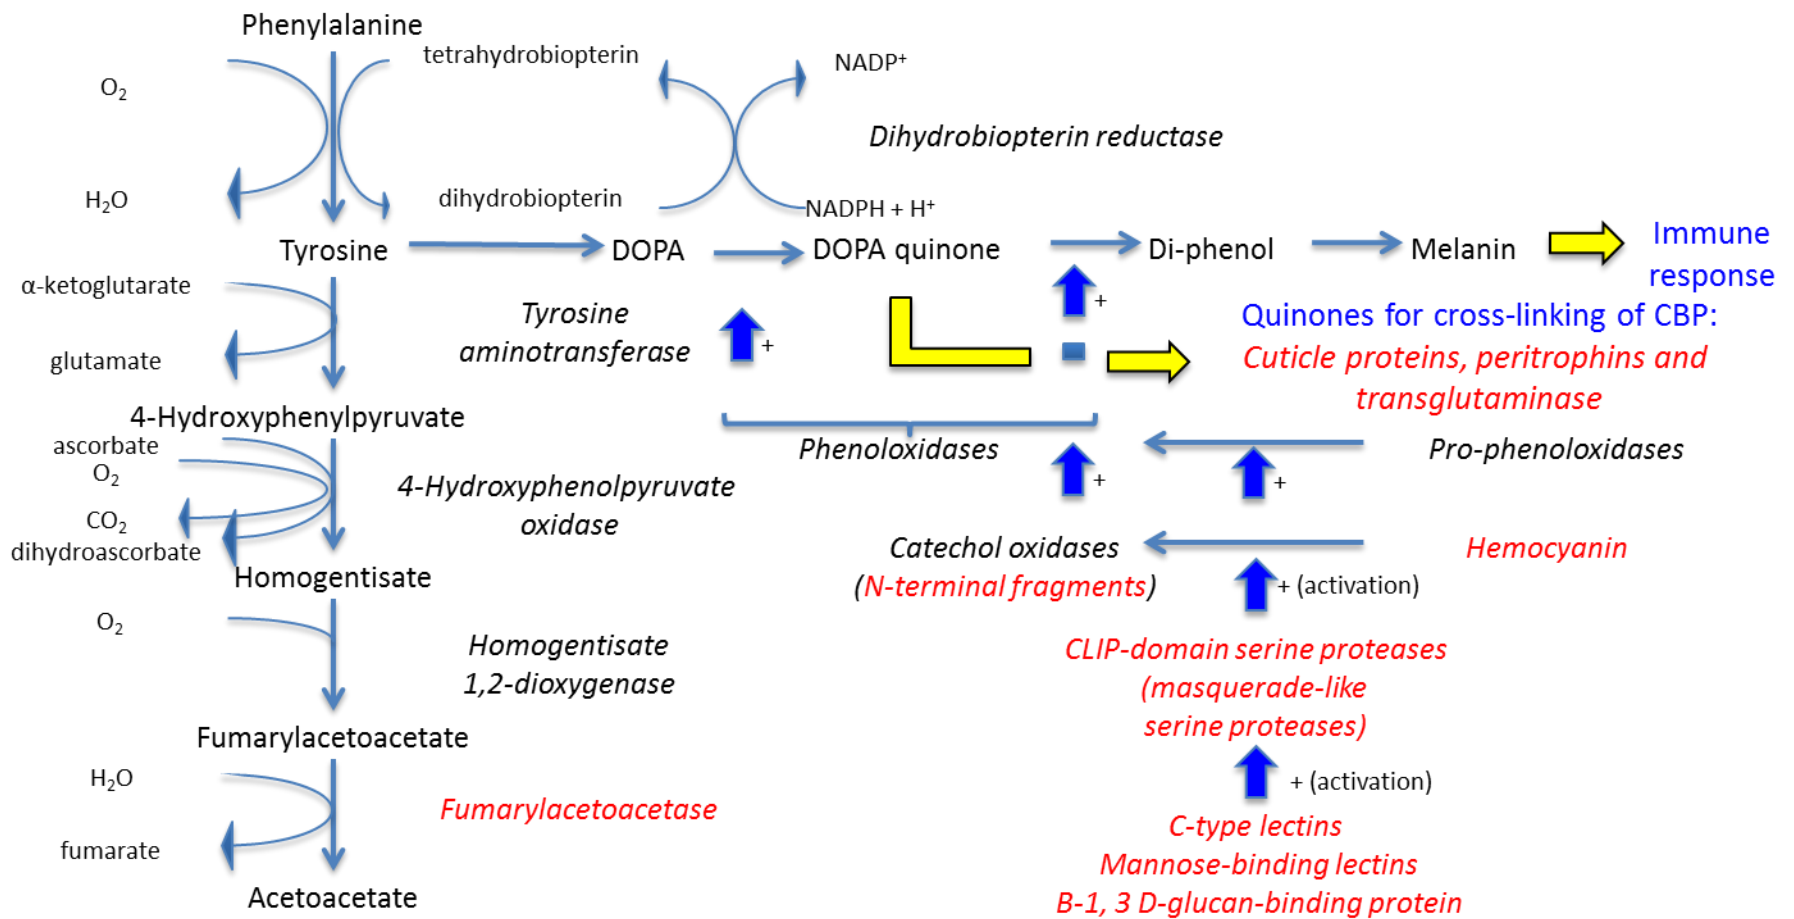 Phenylalanine
tetrahydrobiopterin
NADP+
O2
Dihydrobiopterin reductase
H2O
dihydrobiopterin
NADPH + H+
Tyrosine
DOPA
DOPA quinone
Di-phenol
Melanin
Immune
response
α-ketoglutarate
Tyrosine
aminotransferase
+
+
Quinones for cross-linking of CBP:
Cuticle proteins, peritrophins and
transglutaminase
glutamate
4-Hydroxyphenylpyruvate
ascorbate
O2
CO2
dihydroascorbate
4-Hydroxyphenolpyruvate
oxidase
Phenoloxidases
Pro-phenoloxidases
+
+
Homogentisate
Catechol oxidases
(N-terminal fragments)
Hemocyanin
+ (activation)
O2
Homogentisate
1,2-dioxygenase
CLIP-domain serine proteases
(masquerade-like
serine proteases)
Fumarylacetoacetate
H2O
Fumarylacetoacetase
+ (activation)
fumarate
C-type lectins
Mannose-binding lectins
B-1, 3 D-glucan-binding protein
Acetoacetate